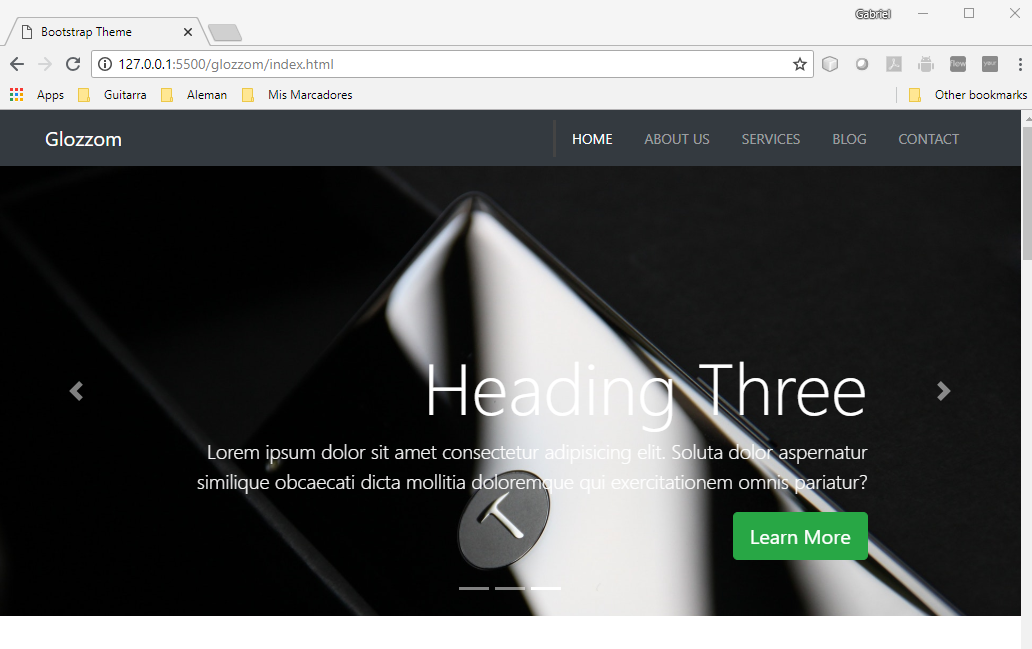 Gabriel
Bootstrap Theme
127.0.0.1:5500/glozzom/index.html
Apps Guitarra Aleman Mis Marcadores Other bookmarks
Glozzom HOME ABOUT US SERVICES BLOG CONTACT
Heading Three
Lorem ipsum dolor sit amet consectetur adipisicing elit. Soluta dolor aspernatur
similique obcaecati dicta mollitia doloremque qui exercitationem omnis pariatur?
T
Learn More